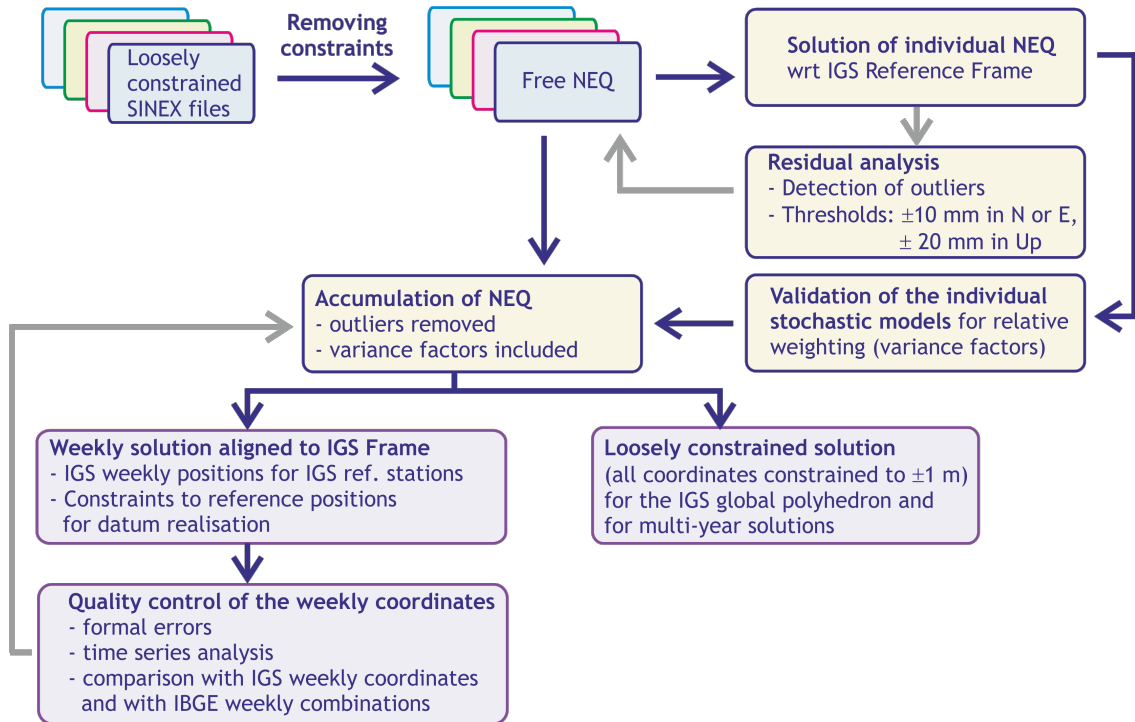 Removing
constraints
Loosely
constrained
SINEX files
Free NEQ
Solution of individual NEQ
wrt IGS Reference Frame
Residual analysis
- Detection of outliers
- Thresholds: ±10 mm in N or E,
± 20 mm in Up
Accumulation of NEQ
- outliers removed
- variance factors included
Validation of the individual
stochastic models for relative
weighting (variance factors)
Weekly solution aligned to IGS Frame
- IGS weekly positions for IGS ref. stations
- Constraints to reference positions
for datum realisation
Loosely constrained solution
(all coordinates constrained to ±1 m)
for the IGS global polyhedron and
for multi-year solutions
Quality control of the weekly coordinates
- formal errors
- time series analysis
- comparison with IGS weekly coordinates
and with IBGE weekly combinations